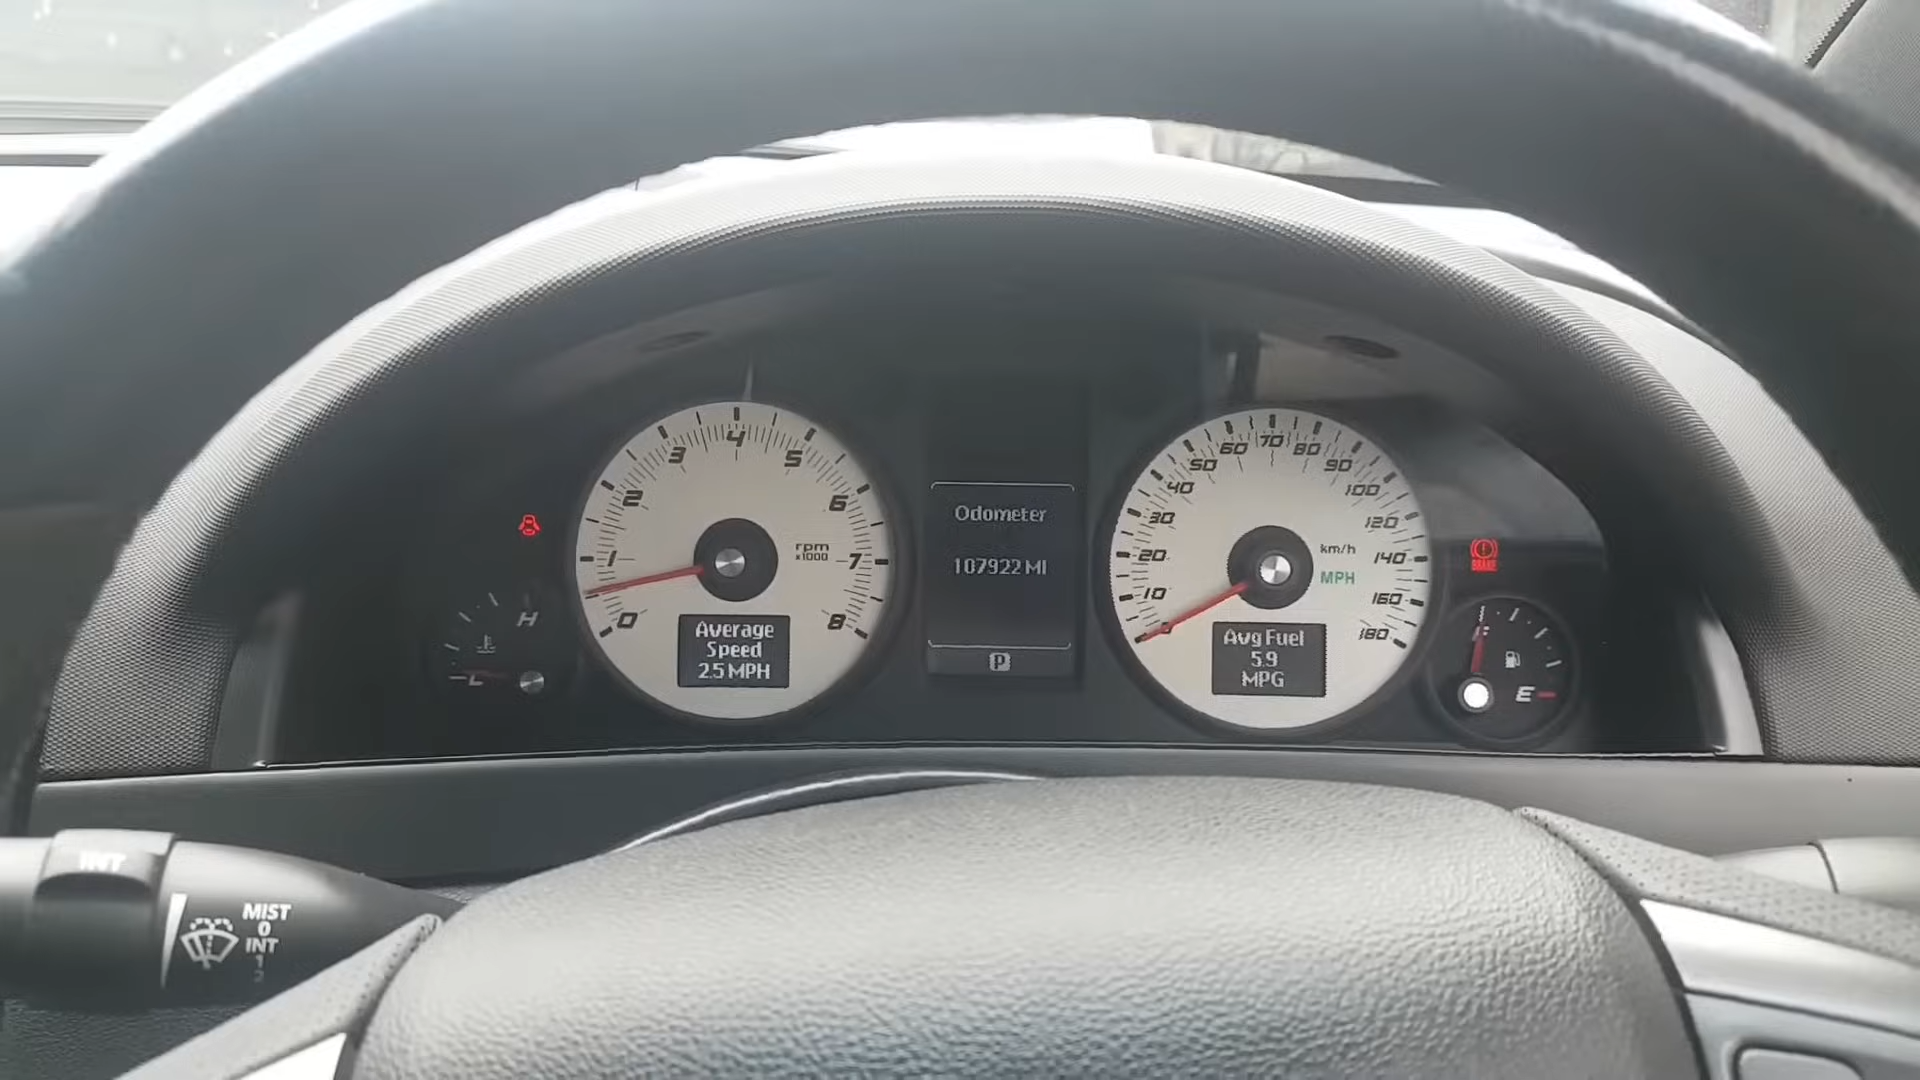 4
3
5
2
6
1
rpm
x1000
7
0
8
Average
Speed
2.5 MPH
H
Odometer
107922 MI
P
70
60
80
50
90
40
100
30
120
20
km/h
140
MPH
10
160
180
Avg Fuel
5.9
MPG
BRAKE
F
E
INT
MIST
0
INT
1
2